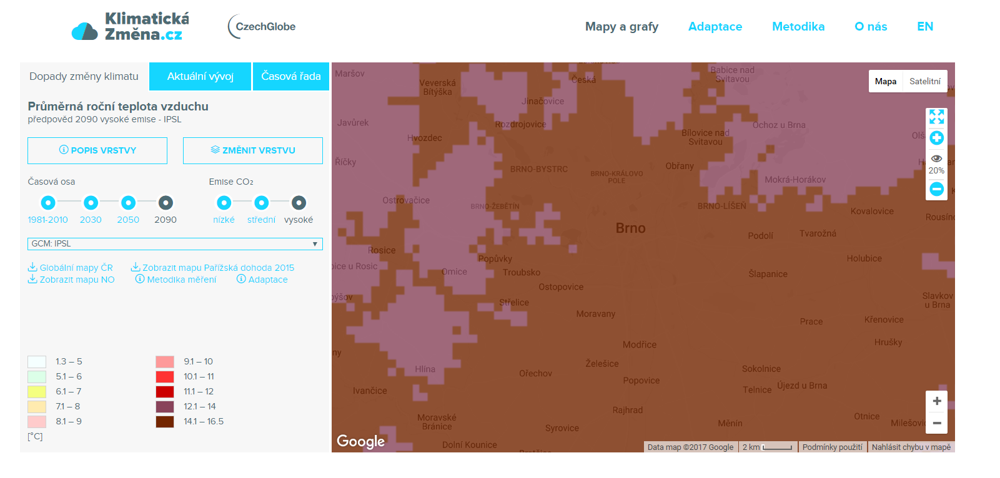 Klimatická
Změna.cz
CzechGlobe
Mapy a grafy
Adaptace
Metodika
O nás
EN
Dopady změny klimatu
Aktuální vývoj
Časová řada
Průměrná roční teplota vzduchu
předpověd 2090 vysoké emise - IPSL
POPIS VRSTVY
ZMĚNIT VRSTVU
Časová osa
Emise CO₂
1981-2010
2030
2050
2090
nízké
střední
vysoké
GCM: IPSL
Globální mapy ČR
Zobrazit mapu Pařížská dohoda 2015
Zobrazit mapu NO
Metodika měření
Adaptace
1.3 – 5
5.1 – 6
6.1 – 7
7.1 – 8
8.1 – 9
9.1 – 10
10.1 – 11
11.1 – 12
12.1 – 14
14.1 – 16.5
[°C]
Mapa
Satelitní
20%
Maršov
Veverská
Bítýška
Česká
Babice nad
Svitavou
Jinačovice
Javůrek
Rozdrojovice
Hvozdec
Bílovice nad
Svitavou
Ochoz u Brna
Říčky
BRNO-BYSTRC
BRNO-KRÁLOVO
POLE
Obřany
Mokrá-Horákov
Ostrovačice
BRNO-ŽEBĚTÍN
BRNO-LÍŠEŇ
Kovalovice
Brno
Podolí
Tvarožná
Rosice
Popůvky
Holubice
Omice
Troubsko
Šlapanice
Ostopovice
Střelice
Slavkov
u Brna
Moravany
Prace
Křenovice
Modřice
Hrušky
Želešice
Hlína
Ořechov
Sokolnice
Popovice
Ivančice
Telnice
Újezd u Brna
Rajhrad
Moravské
Bránice
Otnice
Měnín
Syrovice
Dolní Kounice
Google
Data map ©2017 Google
2 km
Podmínky použití
Nahlásit chybu v mapě